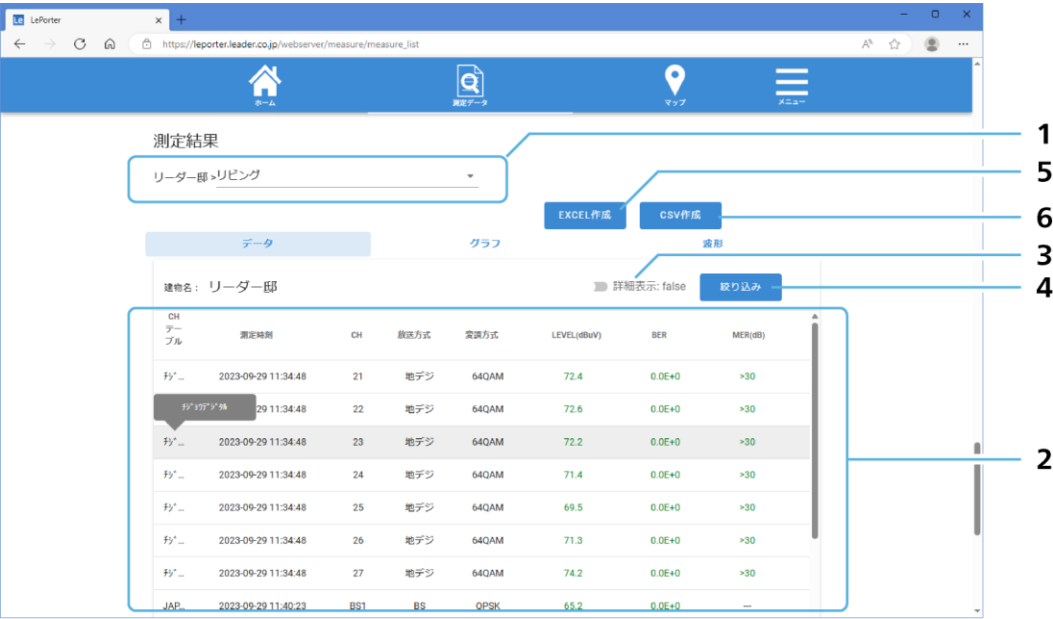 LePorter
https://leporter.leader.co.jp/webserver/measure/measure_list
ホーム
測定データ
マップ
メニュー
測定結果
1
リーダー邸 >リビング
5
EXCEL作成
CSV作成
6
データ
グラフ
波形
3
建物名： リーダー邸
詳細表示: false
絞り込み
4
CH
テー
ブル
測定時刻
CH
放送方式
変調方式
LEVEL(dBuV)
BER
MER(dB)
ﾁｼﾞ... 2023-09-29 11:34:48 21 地デジ 64QAM 72.4 0.0E+0 >30
ﾁｼﾞｮｳﾃﾞｼﾞﾀﾙ 29 11:34:48 22 地デジ 64QAM 72.6 0.0E+0 >30
ﾁｼﾞ... 2023-09-29 11:34:48 23 地デジ 64QAM 72.2 0.0E+0 >30
2
ﾁｼﾞ... 2023-09-29 11:34:48 24 地デジ 64QAM 71.4 0.0E+0 >30
ﾁｼﾞ... 2023-09-29 11:34:48 25 地デジ 64QAM 69.5 0.0E+0 >30
ﾁｼﾞ... 2023-09-29 11:34:48 26 地デジ 64QAM 71.3 0.0E+0 >30
ﾁｼﾞ... 2023-09-29 11:34:48 27 地デジ 64QAM 74.2 0.0E+0 >30
JAP... 2023-09-29 11:40:23 BS1 BS QPSK 65.2 0.0E+0 ---